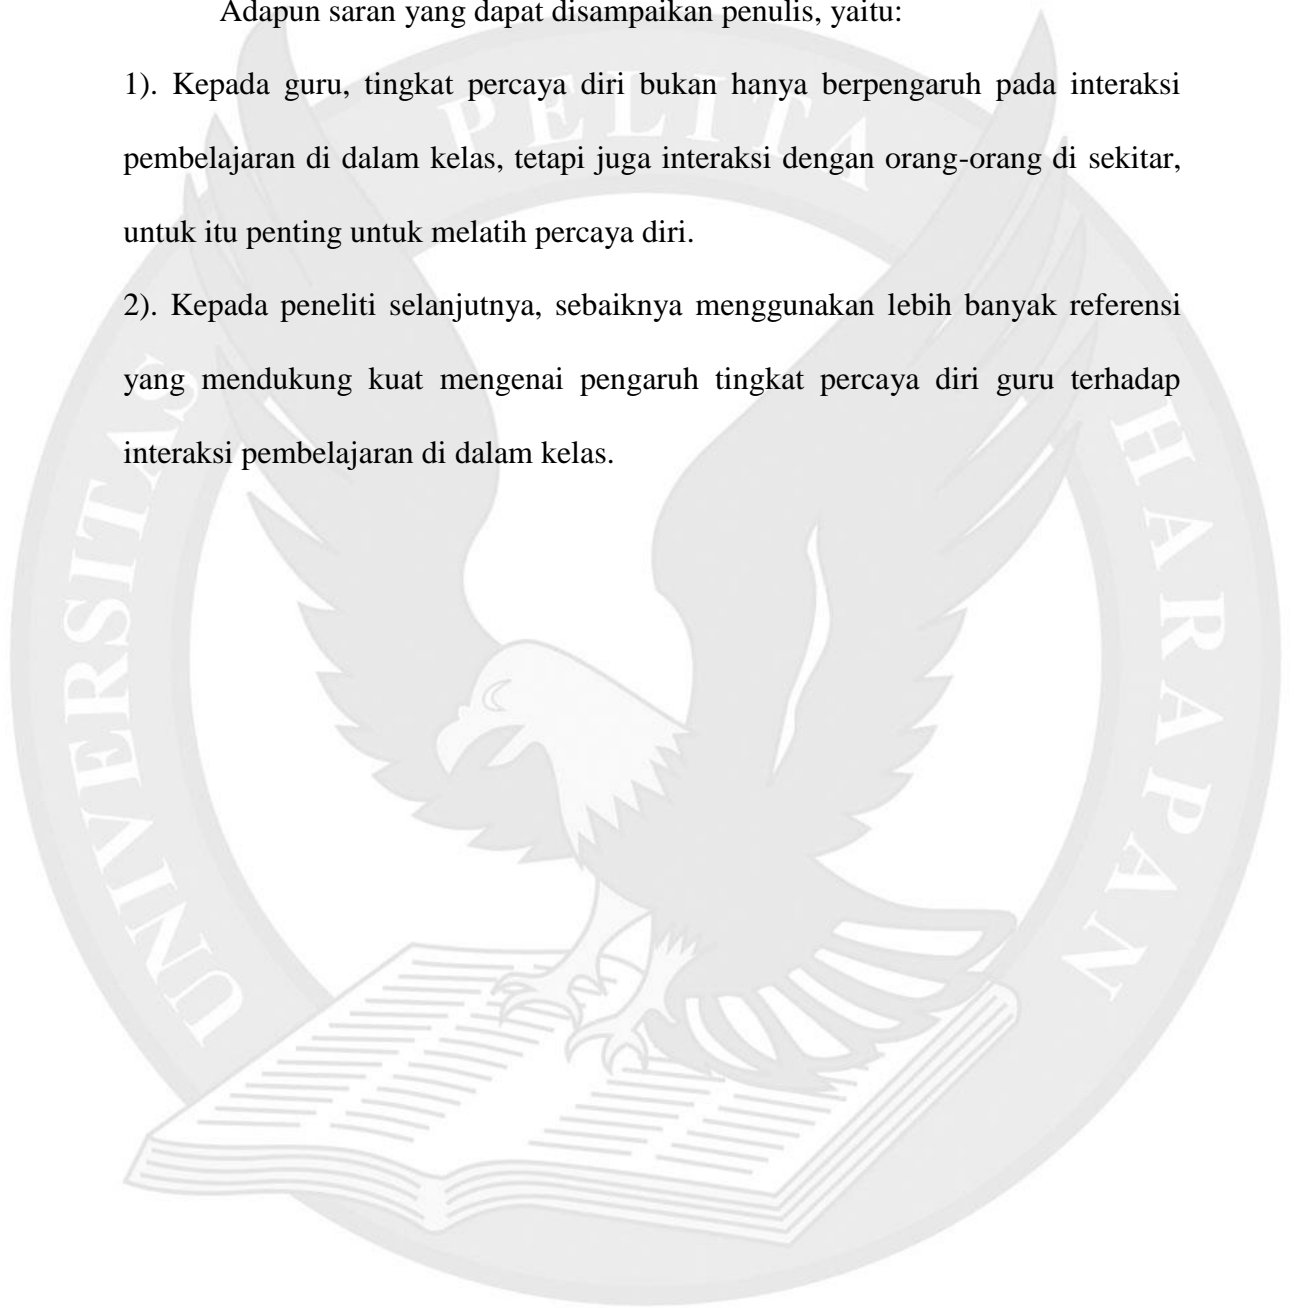 Adapun saran yang dapat disampaikan penulis, yaitu:
1). Kepada guru, tingkat percaya diri bukan hanya berpengaruh pada interaksi
pembelajaran di dalam kelas, tetapi juga interaksi dengan orang-orang di sekitar,
untuk itu penting untuk melatih percaya diri.
2). Kepada peneliti selanjutnya, sebaiknya menggunakan lebih banyak referensi
yang mendukung kuat mengenai pengaruh tingkat percaya diri guru terhadap
interaksi pembelajaran di dalam kelas.
UNIVERSITAS PELITA HARAPAN